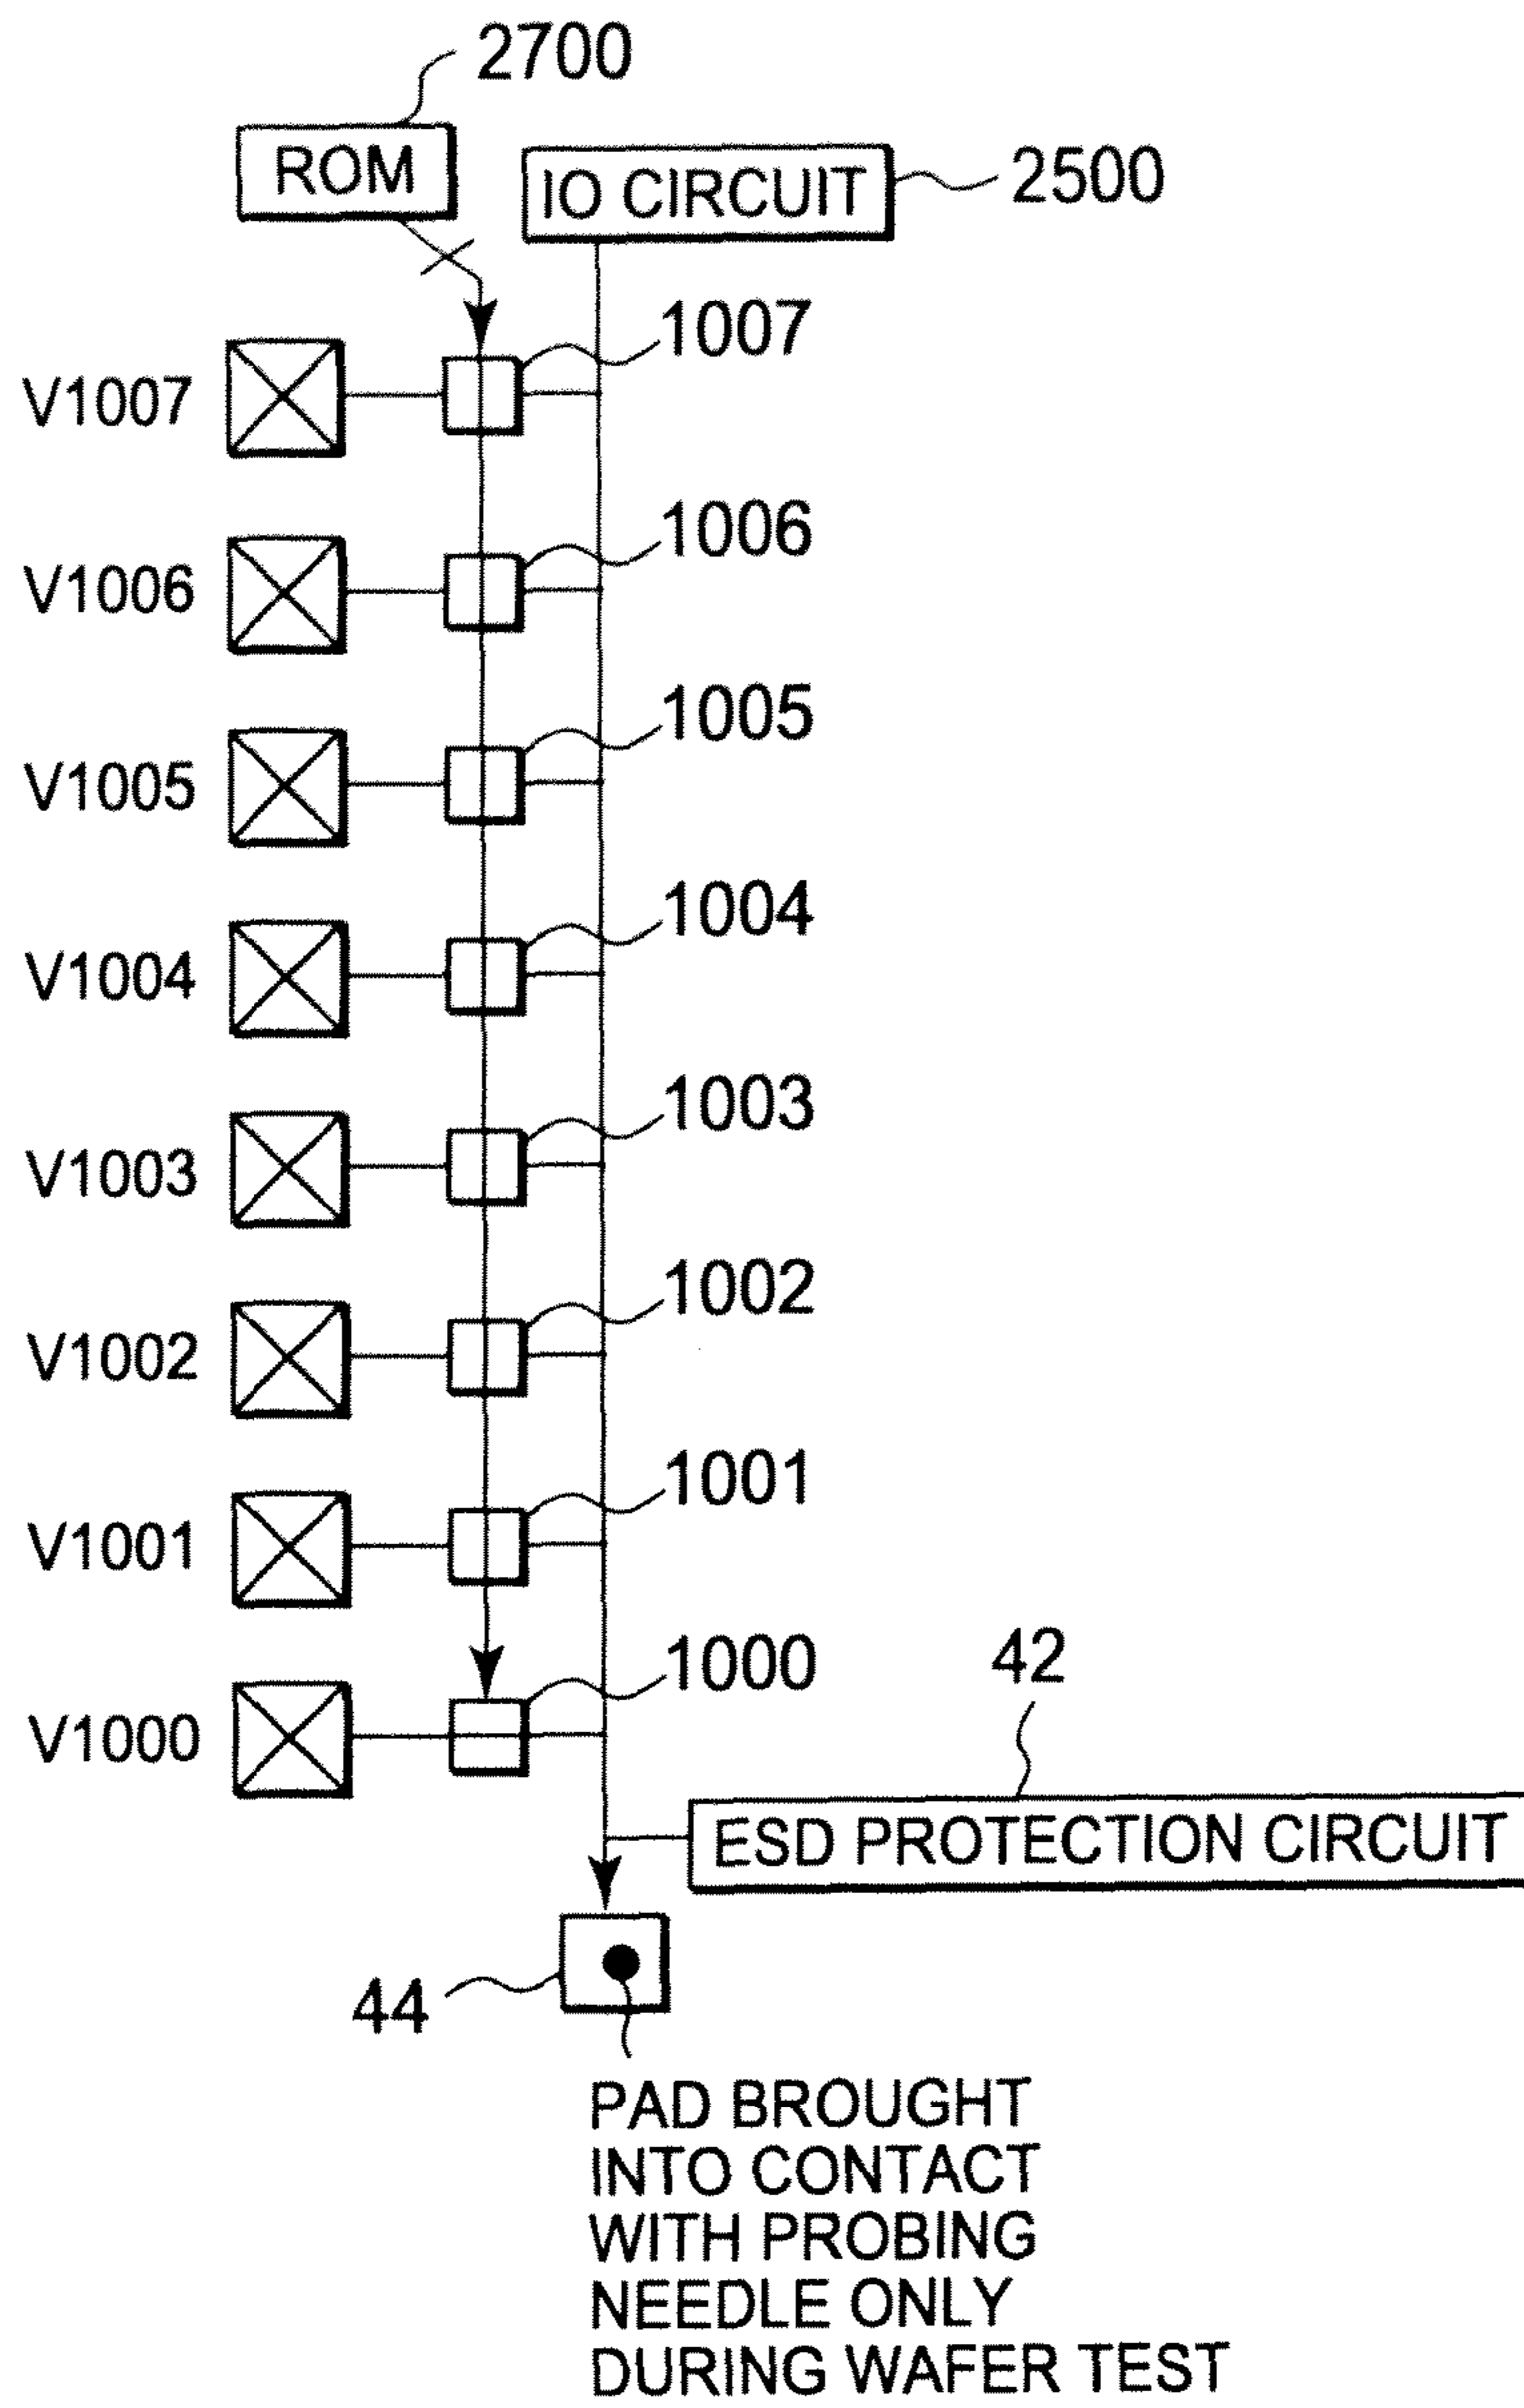 2700
ROM
IO CIRCUIT
2500
1007
V1007
1006
V1006
1005
V1005
1004
V1004
1003
V1003
1002
V1002
1001
V1001
1000
V1000
42
ESD PROTECTION CIRCUIT
44
PAD BROUGHT
INTO CONTACT
WITH PROBING
NEEDLE ONLY
DURING WAFER TEST